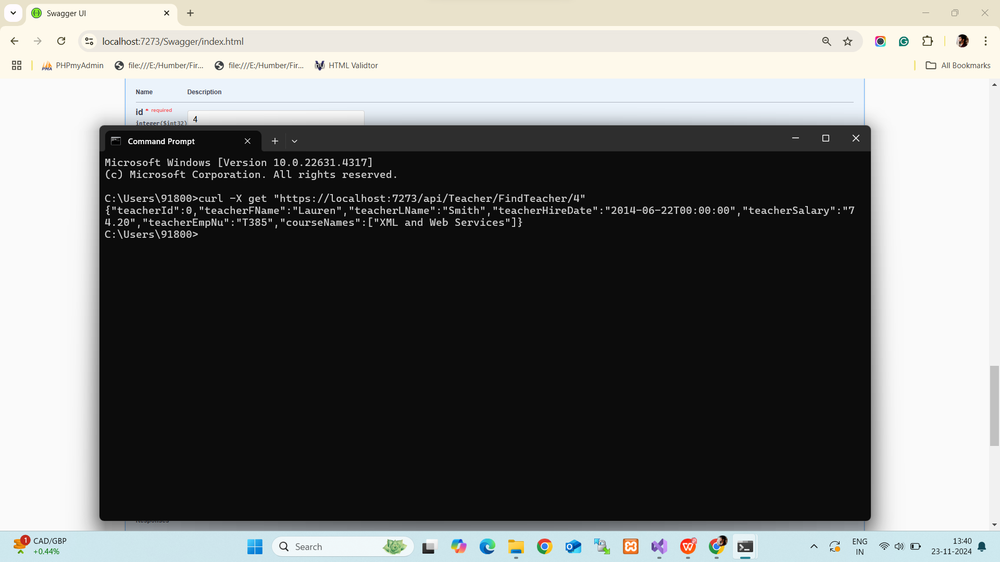 Swagger UI
localhost:7273/Swagger/index.html
PHPmyAdmin
file:///E:/Humber/Fir...
file:///E:/Humber/Fir...
HTML Validtor
All Bookmarks
Name Description
id * required
integer($int32)
4
Command Prompt
Microsoft Windows [Version 10.0.22631.4317]
(c) Microsoft Corporation. All rights reserved.
C:\Users\91800>curl -X get "https://localhost:7273/api/Teacher/FindTeacher/4"
{"teacherId":0,"teacherFName":"Lauren","teacherLName":"Smith","teacherHireDate":"2014-06-22T00:00:00","teacherSalary":"7
4.20","teacherEmpNu":"T385","courseNames":["XML and Web Services"]}
C:\Users\91800>
Responses
1
CAD/GBP
+0.44%
Search
ENG
IN
13:40
23-11-2024